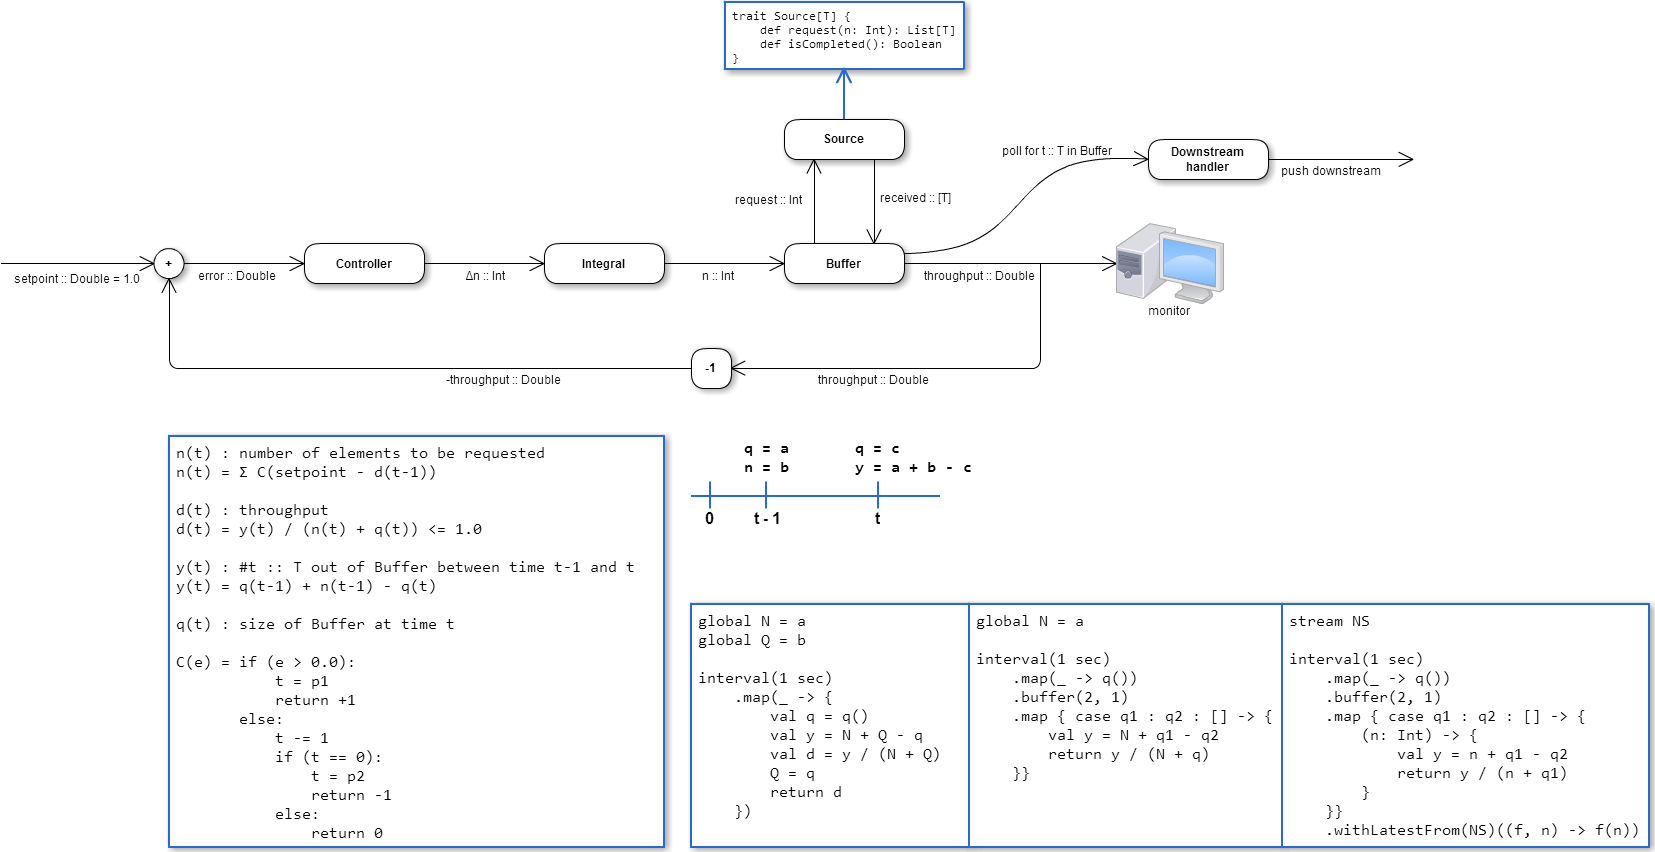 trait Source[T] {
    def request(n: Int): List[T]
    def isCompleted(): Boolean
}
Source
request :: Int
received :: [T]
poll for t :: T in Buffer
Downstream
handler
push downstream
setpoint :: Double = 1.0
+
error :: Double
Controller
Δn :: Int
Integral
n :: Int
Buffer
throughput :: Double
monitor
-throughput :: Double
-1
throughput :: Double
n(t) : number of elements to be requested
n(t) = Σ C(setpoint - d(t-1))
d(t) : throughput
d(t) = y(t) / (n(t) + q(t)) <= 1.0
y(t) : #t :: T out of Buffer between time t-1 and t
y(t) = q(t-1) + n(t-1) - q(t)
q(t) : size of Buffer at time t
C(e) = if (e > 0.0):
           t = p1
           return +1
       else:
           t -= 1
           if (t == 0):
               t = p2
               return -1
           else:
               return 0
q = a
n = b
q = c
y = a + b - c
0
t - 1
t
global N = a
global Q = b
interval(1 sec)
    .map(_ -> {
        val q = q()
        val y = N + Q - q
        val d = y / (N + Q)
        Q = q
        return d
    })
global N = a
interval(1 sec)
    .map(_ -> q())
    .buffer(2, 1)
    .map { case q1 : q2 : [] -> {
        val y = N + q1 - q2
        return y / (N + q)
    }}
stream NS
interval(1 sec)
    .map(_ -> q())
    .buffer(2, 1)
    .map { case q1 : q2 : [] -> {
        (n: Int) -> {
            val y = n + q1 - q2
            return y / (n + q1)
        }
    }}
    .withLatestFrom(NS)((f, n) -> f(n))